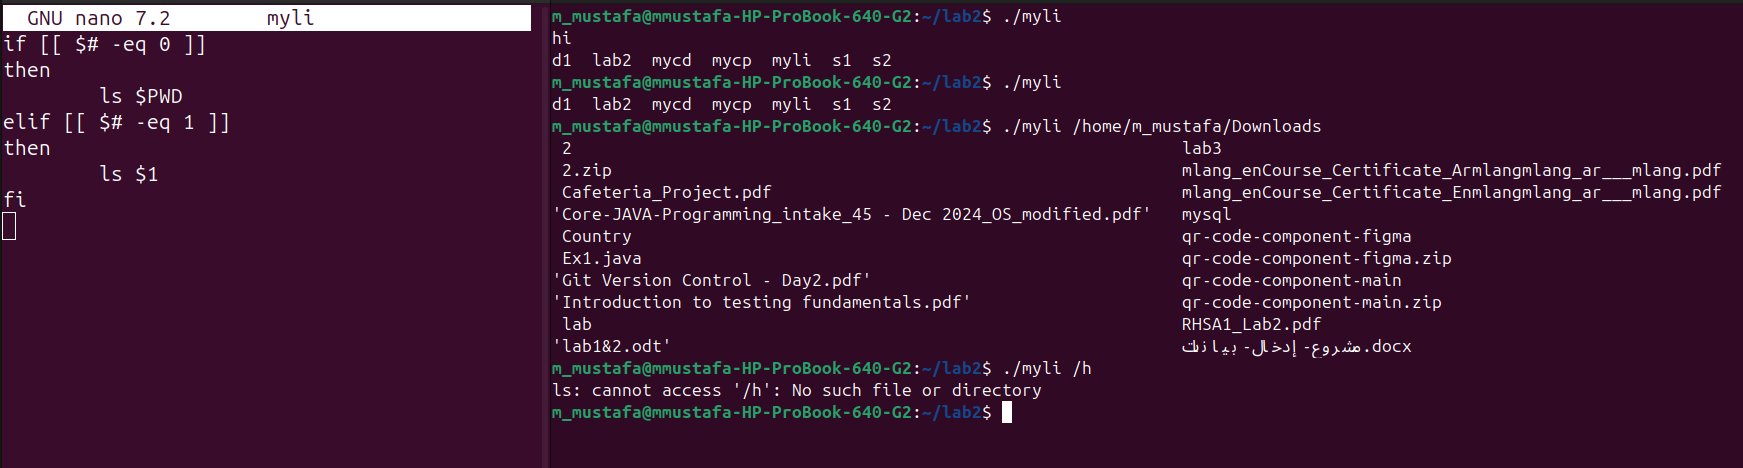 GNU nano 7.2 myli
if [[ $# -eq 0 ]]
then
ls $PWD
elif [[ $# -eq 1 ]]
then
ls $1
fi
m_mustafa@mmustafa-HP-ProBook-640-G2:~/lab2$ ./myli
hi
d1 lab2 mycd mycp myli s1 s2
m_mustafa@mmustafa-HP-ProBook-640-G2:~/lab2$ ./myli
d1 lab2 mycd mycp myli s1 s2
m_mustafa@mmustafa-HP-ProBook-640-G2:~/lab2$ ./myli /home/m_mustafa/Downloads
2 lab3
2.zip mlang_enCourse_Certificate_Armlangmlang_ar___mlang.pdf
Cafeteria_Project.pdf mlang_enCourse_Certificate_Enmlangmlang_ar___mlang.pdf
'Core-JAVA-Programming_intake_45 - Dec 2024_OS_modified.pdf' mysql
Country qr-code-component-figma
Ex1.java qr-code-component-figma.zip
'Git Version Control - Day2.pdf' qr-code-component-main
'Introduction to testing fundamentals.pdf' qr-code-component-main.zip
lab RHSA1_Lab2.pdf
'lab1&2.odt' مشروع-إدخال-بيانات.docx
m_mustafa@mmustafa-HP-ProBook-640-G2:~/lab2$ ./myli /h
ls: cannot access '/h': No such file or directory
m_mustafa@mmustafa-HP-ProBook-640-G2:~/lab2$